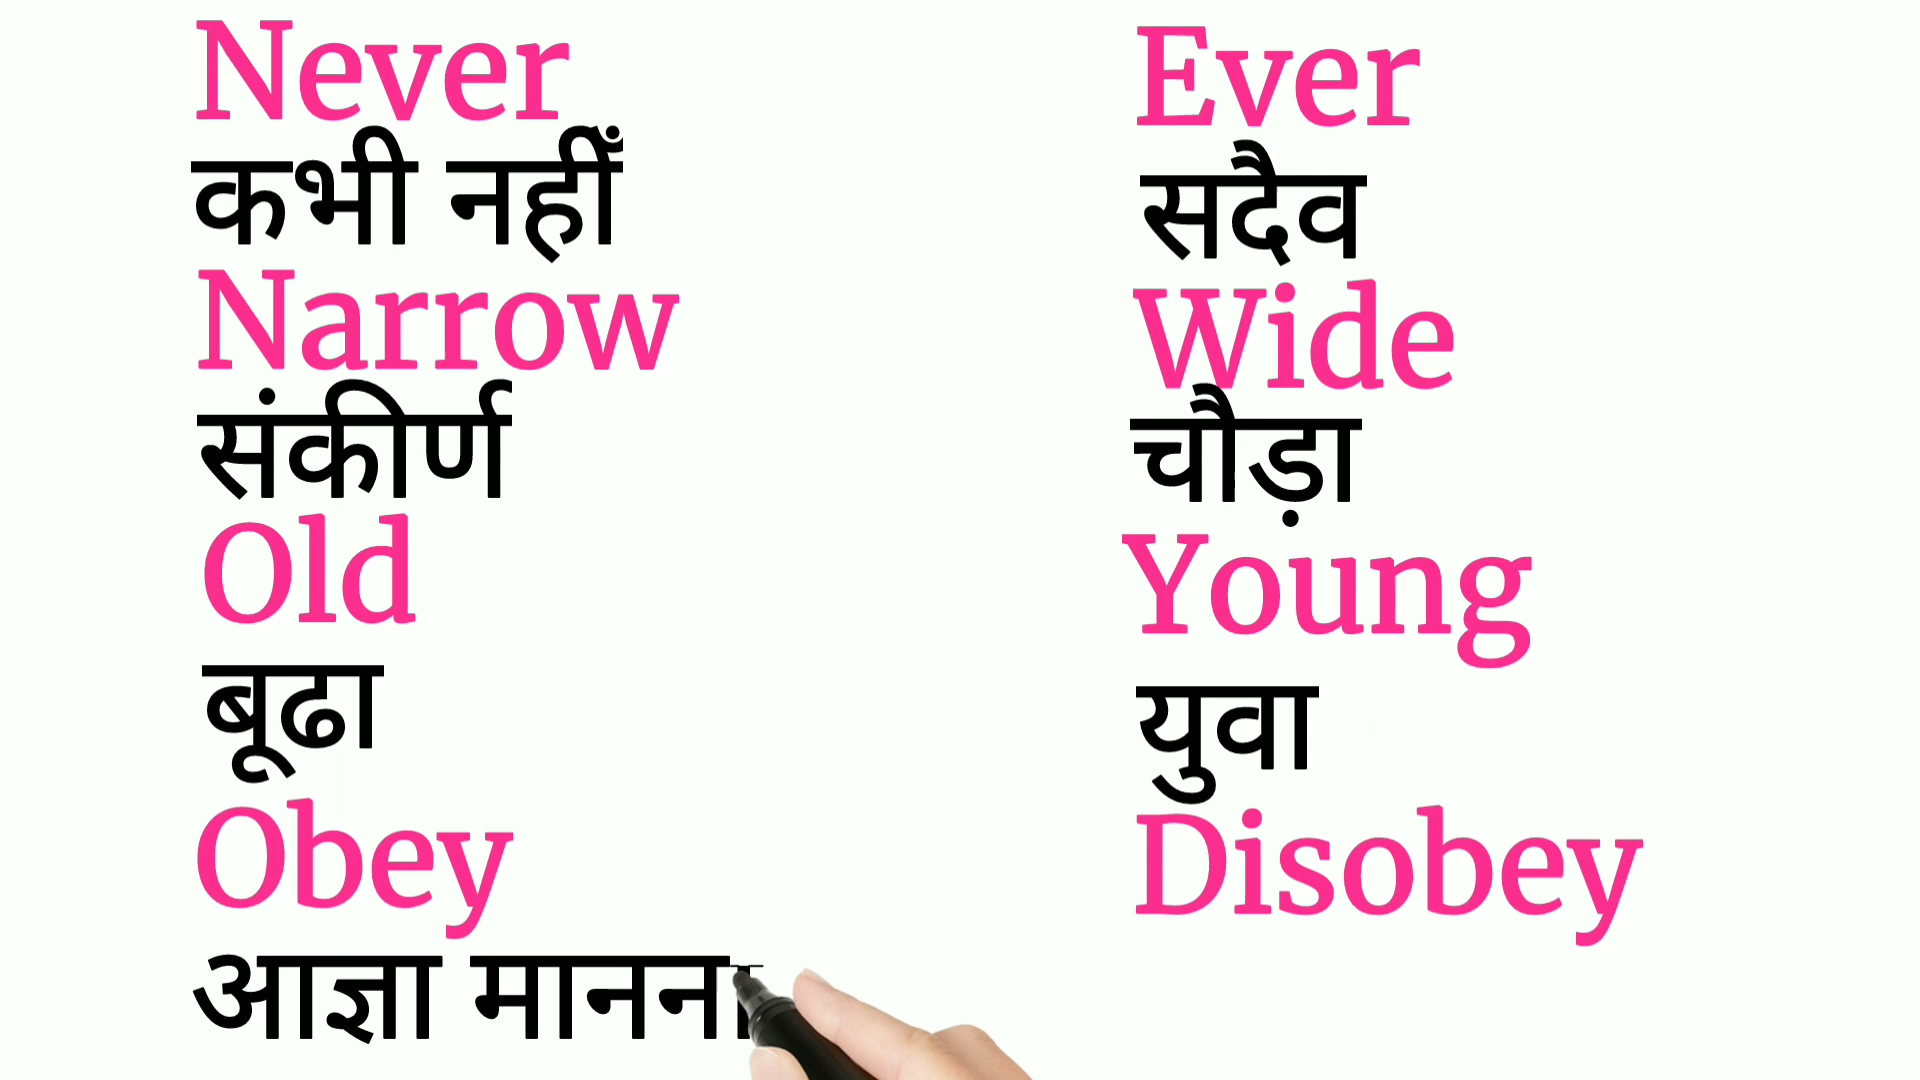 Never
कभी नहीँ
Narrow
संकीर्ण
Old
बूढा
Obey
आज्ञा मानना
Ever
सदैव
Wide
चौड़ा
Young
युवा
Disobey